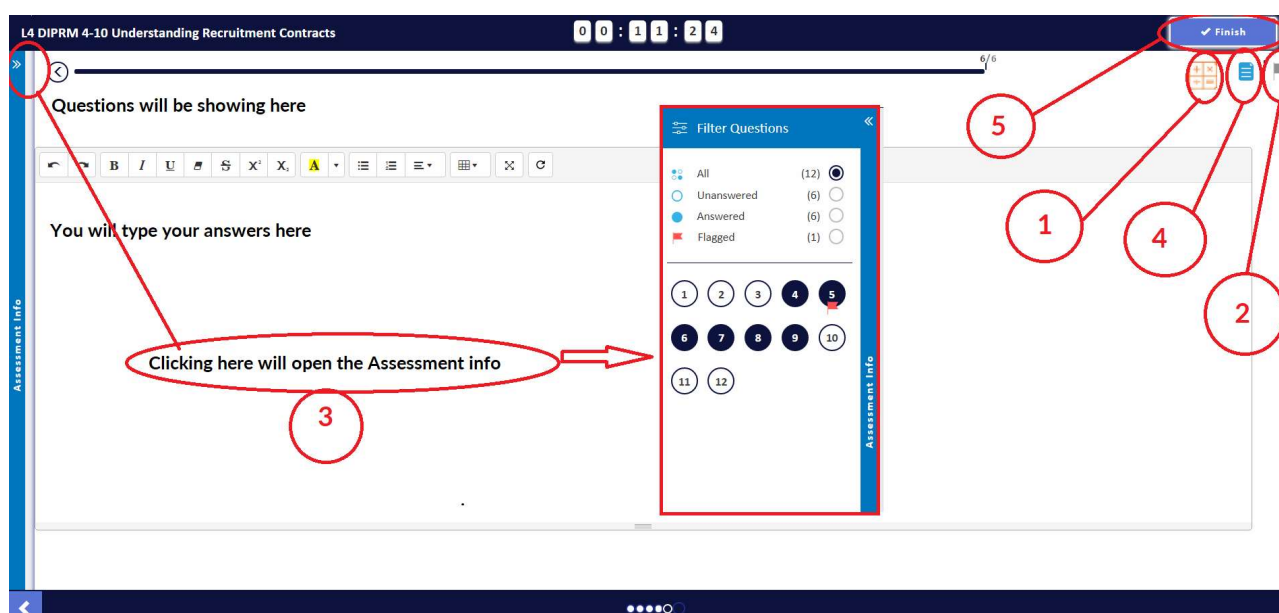 L4 DIPRM 4-10 Understanding Recruitment Contracts
00:11:24
✔ Finish
6/6
Questions will be showing here
5
B I U S X² X₂ A
You will type your answers here
Filter Questions
All (12)
Unanswered (6)
Answered (6)
Flagged (1)
1 2 3 4 5
6 7 8 9 10
11 12
Assessment Info
1
4
2
Assessment Info
Clicking here will open the Assessment info
3